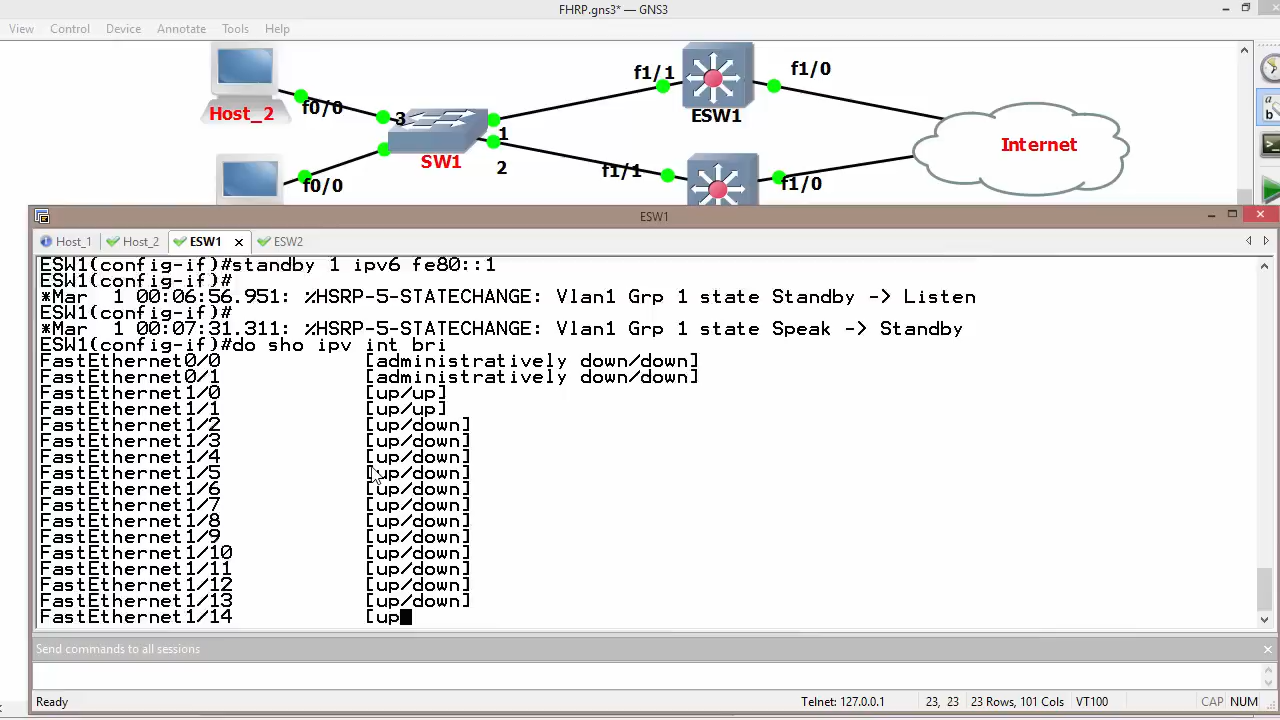 FHRP.gns3* — GNS3
View Control Device Annotate Tools Help
f1/1
f1/0
f0/0
Host_2
3
ESW1
1
SW1
Internet
2
f1/1
f0/0
f1/0
ESW1
Host_1 Host_2 ESW1 × ESW2
ESW1(config-if)#standby 1 ipv6 fe80::1
ESW1(config-if)#
*Mar  1 00:06:56.951: %HSRP-5-STATECHANGE: Vlan1 Grp 1 state Standby -> Listen
ESW1(config-if)#
*Mar  1 00:07:31.311: %HSRP-5-STATECHANGE: Vlan1 Grp 1 state Speak -> Standby
ESW1(config-if)#do sho ipv int bri
FastEthernet0/0            [administratively down/down]
FastEthernet0/1            [administratively down/down]
FastEthernet1/0            [up/up]
FastEthernet1/1            [up/up]
FastEthernet1/2            [up/down]
FastEthernet1/3            [up/down]
FastEthernet1/4            [up/down]
FastEthernet1/5            [up/down]
FastEthernet1/6            [up/down]
FastEthernet1/7            [up/down]
FastEthernet1/8            [up/down]
FastEthernet1/9            [up/down]
FastEthernet1/10           [up/down]
FastEthernet1/11           [up/down]
FastEthernet1/12           [up/down]
FastEthernet1/13           [up/down]
FastEthernet1/14           [up
Send commands to all sessions
Ready Telnet: 127.0.0.1 23, 23 23 Rows, 101 Cols VT100 CAP NUM